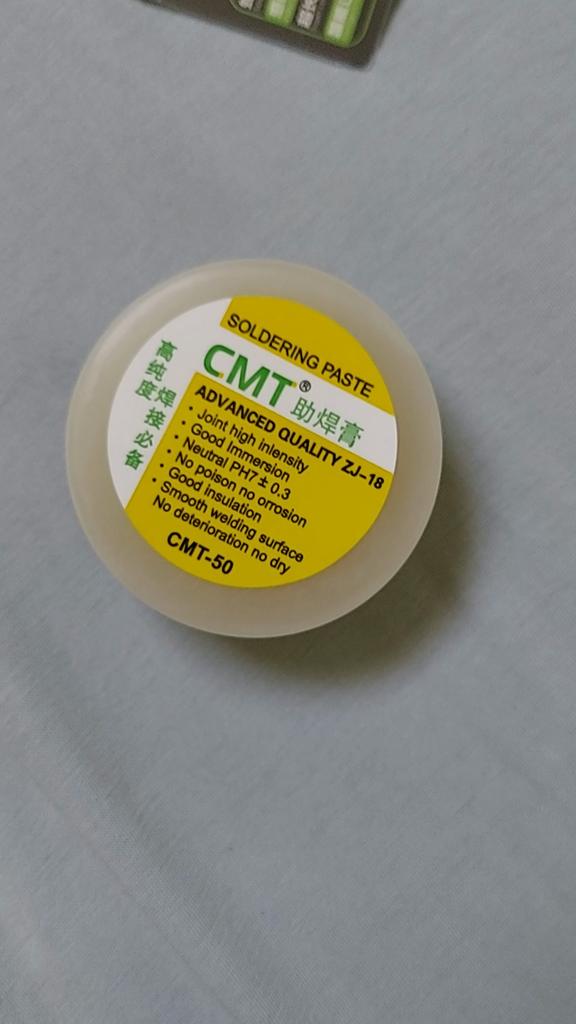 SOLDERING PASTE
CMT® 助焊膏
ADVANCED QUALITY ZJ-18
• Joint high inlensity
• Good Immersion
• Neutral PH7 ± 0.3
• No poison no orrosion
• Good insulation
• Smooth welding surface
No deterioration no dry
CMT-50
高纯度焊接必备